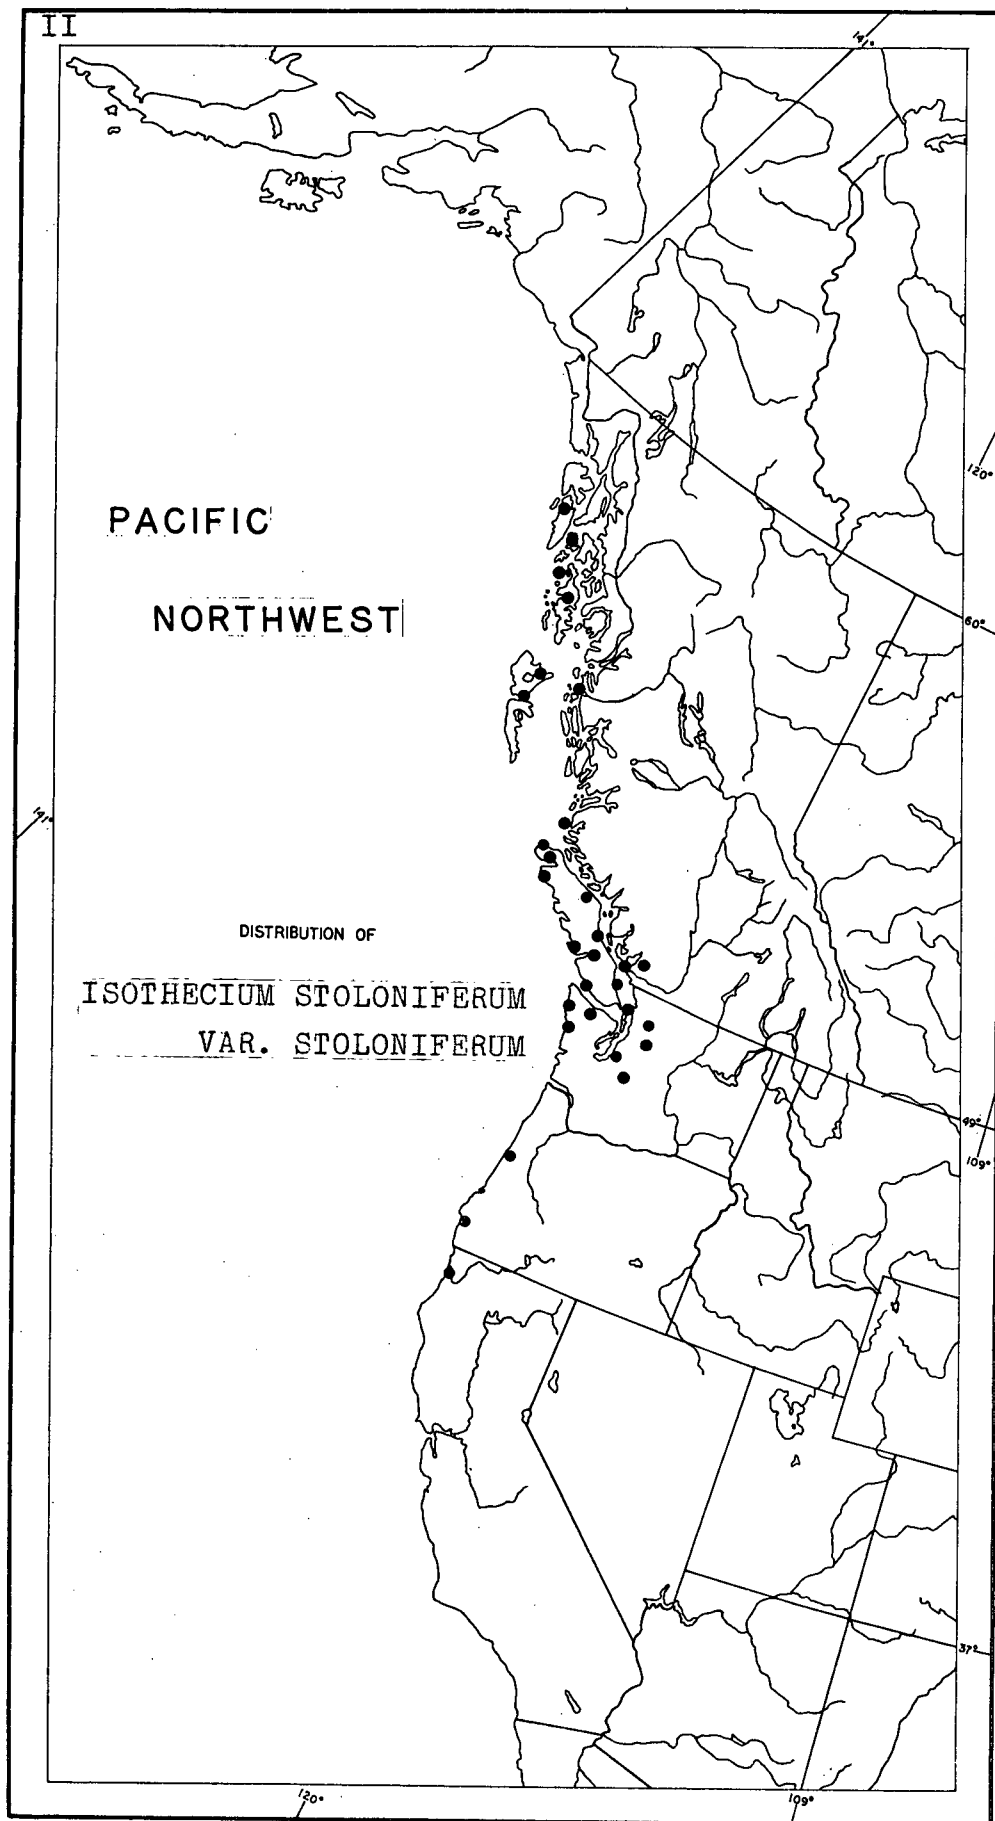 II
141°
120°
PACIFIC
NORTHWEST
60°
141°
DISTRIBUTION OF
ISOTHECIUM STOLONIFERUM
VAR. STOLONIFERUM
49°
109°
37°
120°
109°